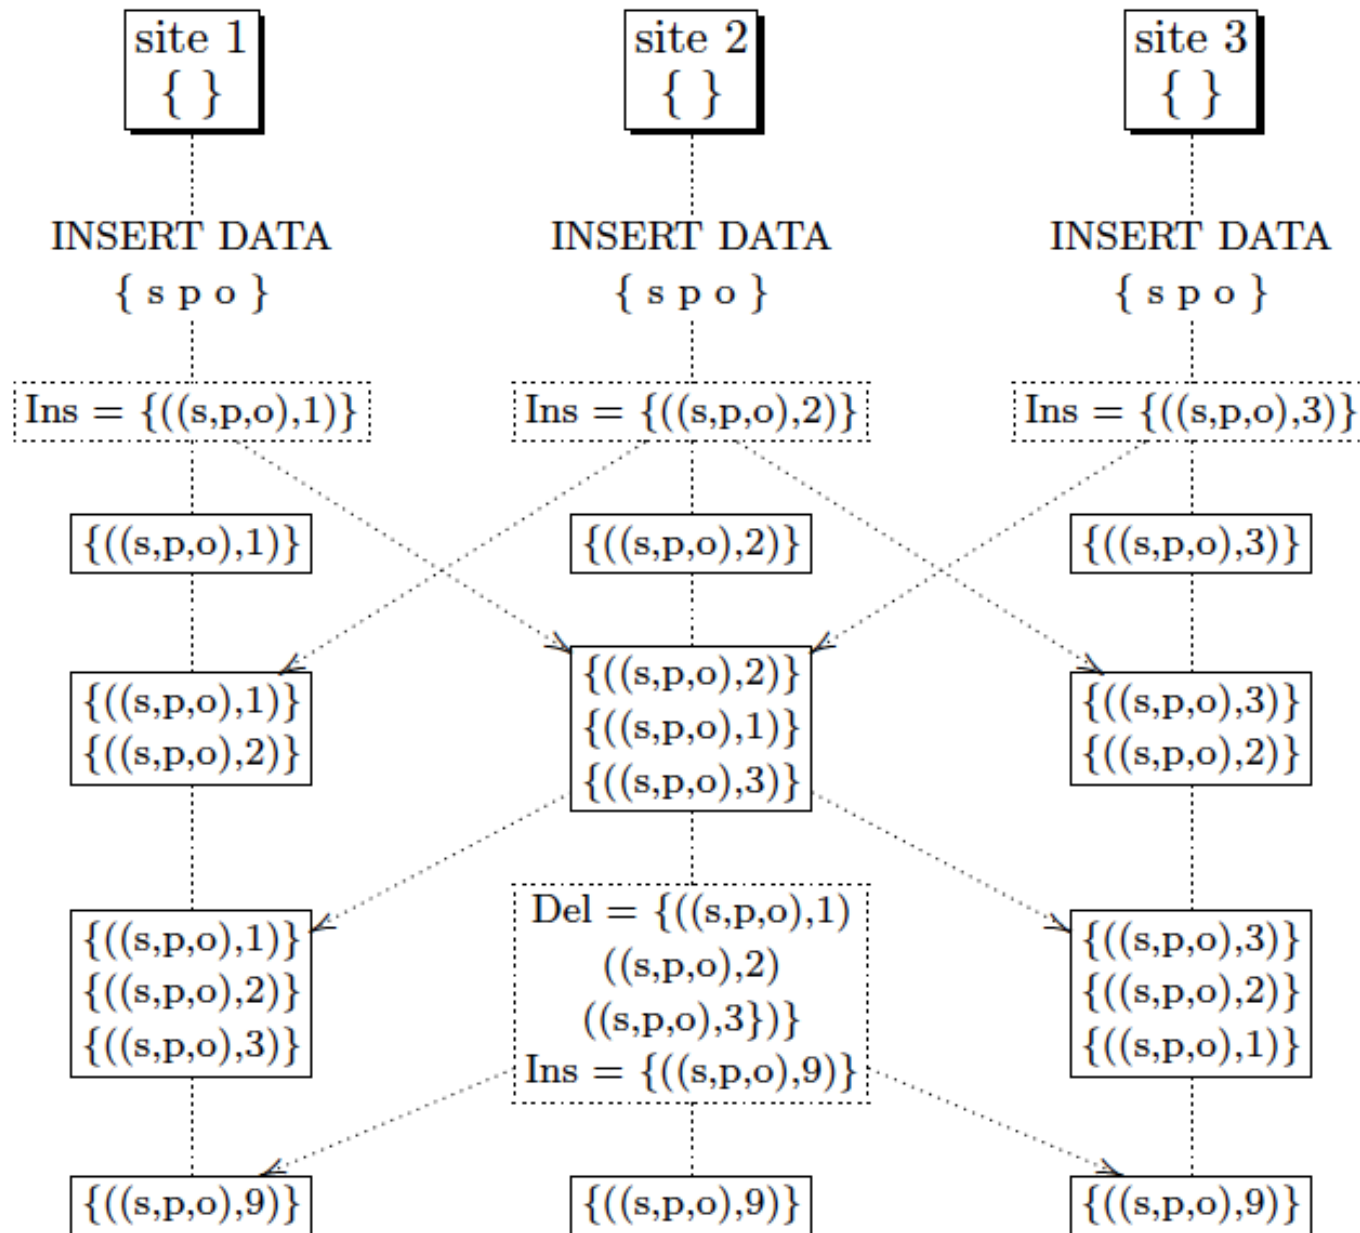 site 1
{ }
site 2
{ }
site 3
{ }
INSERT DATA
{ s p o }
INSERT DATA
{ s p o }
INSERT DATA
{ s p o }
Ins = {((s,p,o),1)}
Ins = {((s,p,o),2)}
Ins = {((s,p,o),3)}
{((s,p,o),1)}
{((s,p,o),2)}
{((s,p,o),3)}
{((s,p,o),1)}
{((s,p,o),2)}
{((s,p,o),2)}
{((s,p,o),1)}
{((s,p,o),3)}
{((s,p,o),3)}
{((s,p,o),2)}
{((s,p,o),1)}
{((s,p,o),2)}
{((s,p,o),3)}
Del = {((s,p,o),1)
((s,p,o),2)
((s,p,o),3})}
Ins = {((s,p,o),9)}
{((s,p,o),3)}
{((s,p,o),2)}
{((s,p,o),1)}
{((s,p,o),9)}
{((s,p,o),9)}
{((s,p,o),9)}